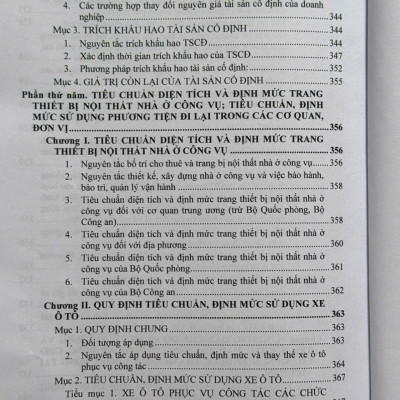 4. Các trường hợp thay đổi nguyên giá tài sản cố định của doanh
nghiệp ........ 344
Mục 3. TRÍCH KHẤU HAO TÀI SẢN CỐ ĐỊNH ........ 344
1. Nguyên tắc trích khấu hao TSCĐ ........ 344
2. Xác định thời gian trích khấu hao của TSCĐ ........ 347
3. Phương pháp trích khấu hao tài sản cố định: ........ 352
Mục 4. GIÁ TRỊ CÒN LẠI CỦA TÀI SẢN CỐ ĐỊNH ........ 355
Phần thứ năm. TIÊU CHUẨN DIỆN TÍCH VÀ ĐỊNH MỨC TRANG
THIẾT BỊ NỘI THẤT NHÀ Ở CÔNG VỤ; TIÊU CHUẨN, ĐỊNH
MỨC SỬ DỤNG PHƯƠNG TIỆN ĐI LẠI TRONG CÁC CƠ QUAN,
ĐƠN VỊ ........ 356
Chương I. TIÊU CHUẨN DIỆN TÍCH VÀ ĐỊNH MỨC TRANG
THIẾT BỊ NỘI THẤT NHÀ Ở CÔNG VỤ ........ 356
1. Nguyên tắc bố trí cho thuê và trang bị nội thất nhà ở công vụ ........ 356
2. Nguyên tắc thiết kế, xây dựng nhà ở công vụ và việc bảo hành,
bảo trì, quản lý vận hành ........ 358
3. Tiêu chuẩn diện tích và định mức trang thiết bị nội thất nhà ở
công vụ đối với cơ quan trung ương (trừ Bộ Quốc phòng, Bộ
Công an) ........ 358
4. Tiêu chuẩn diện tích và định mức trang thiết bị nội thất nhà ở
công vụ đối với địa phương ........ 360
5. Tiêu chuẩn diện tích và định mức trang thiết bị nội thất nhà ở
công vụ của Bộ Quốc phòng ........ 361
6. Tiêu chuẩn diện tích và định mức trang thiết bị nội thất nhà ở
công vụ của Bộ Công an ........ 362
Chương II. QUY ĐỊNH TIÊU CHUẨN, ĐỊNH MỨC SỬ DỤNG XE
Ô TÔ ........ 363
Mục 1. QUY ĐỊNH CHUNG ........ 363
1. Đối tượng áp dụng ........ 363
2. Nguyên tắc áp dụng tiêu chuẩn, định mức và thay thế xe ô tô
phục vụ công tác ........ 364
Mục 2. TIÊU CHUẨN, ĐỊNH MỨC SỬ DỤNG XE Ô TÔ ........ 367
Tiểu mục 1. XE Ô TÔ PHỤC VỤ CÔNG TÁC CÁC CHỨC